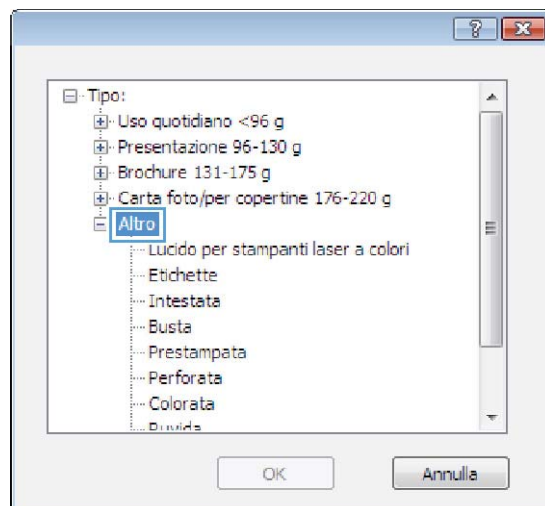 Tipo:
Uso quotidiano <96 g
Presentazione 96-130 g
Brochure 131-175 g
Carta foto/per copertine 176-220 g
Altro
Lucido per stampanti laser a colori
Etichette
Intestata
Busta
Prestampata
Perforata
Colorata
Ruvida
OK
Annulla